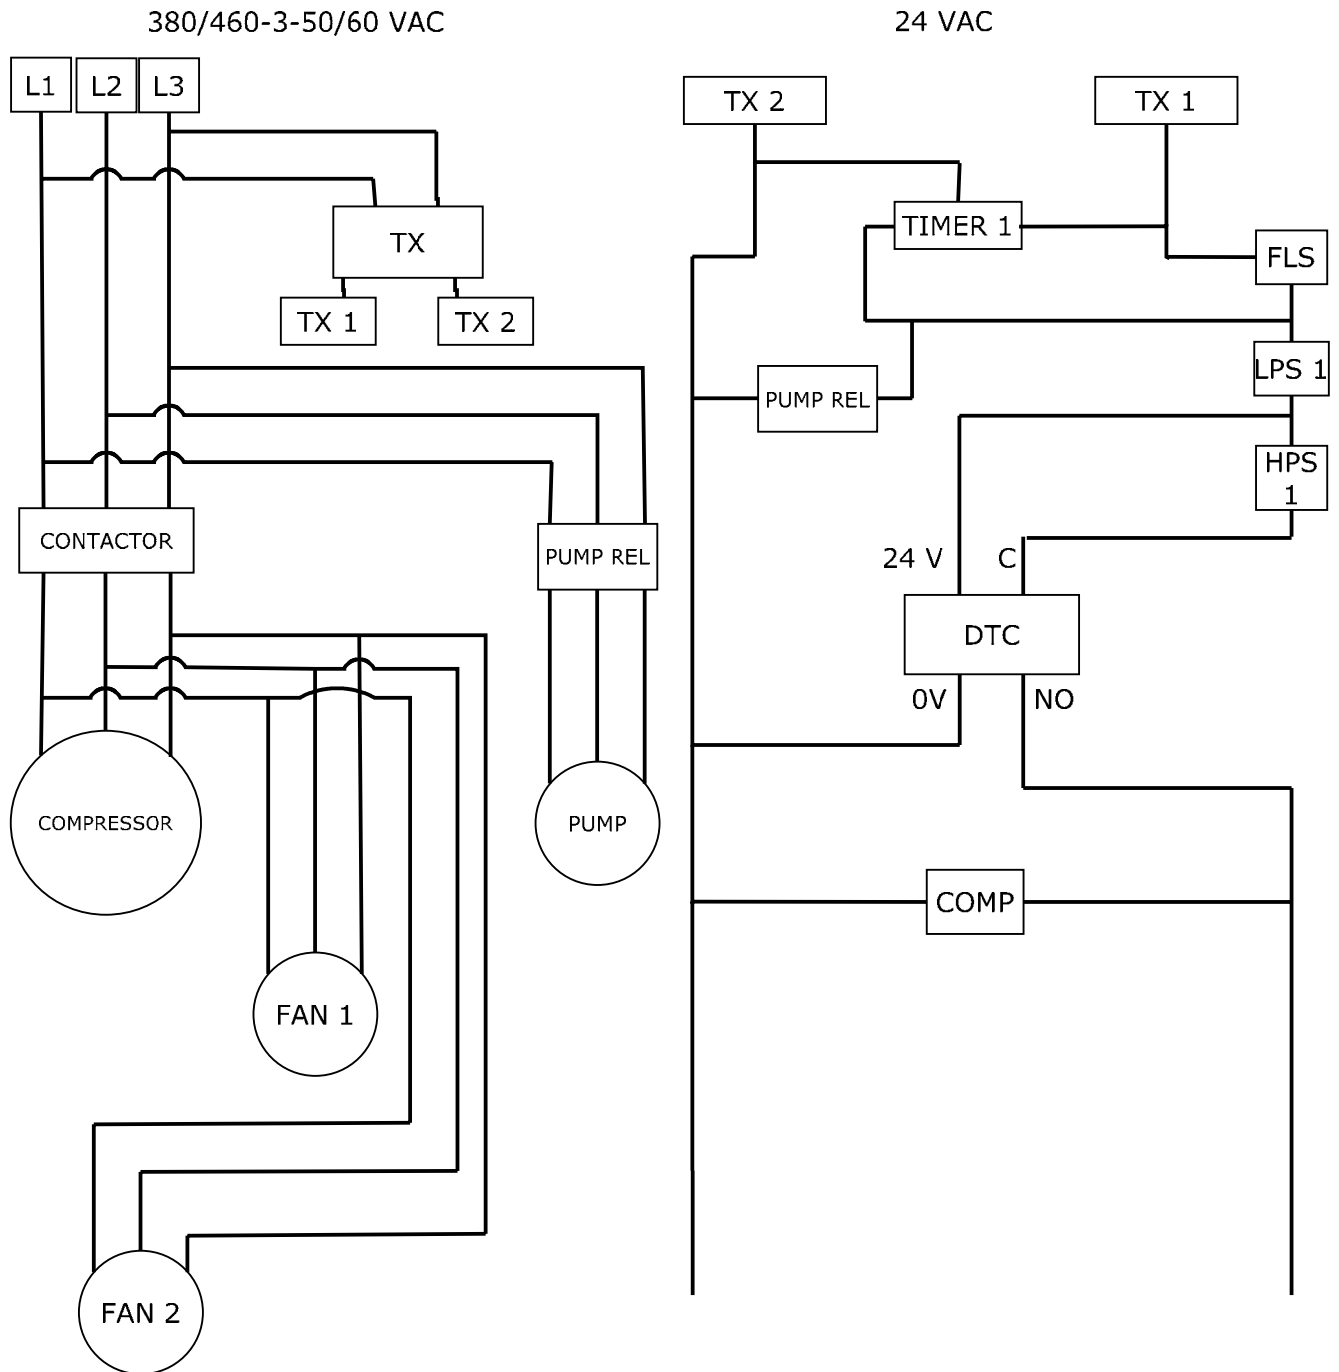 380/460-3-50/60 VAC
L1
L2
L3
TX
TX 1
TX 2
CONTACTOR
PUMP REL
COMPRESSOR
PUMP
FAN 1
FAN 2
24 VAC
TX 2
TX 1
TIMER 1
FLS
LPS 1
PUMP REL
HPS
1
24 V
C
DTC
0V
NO
COMP